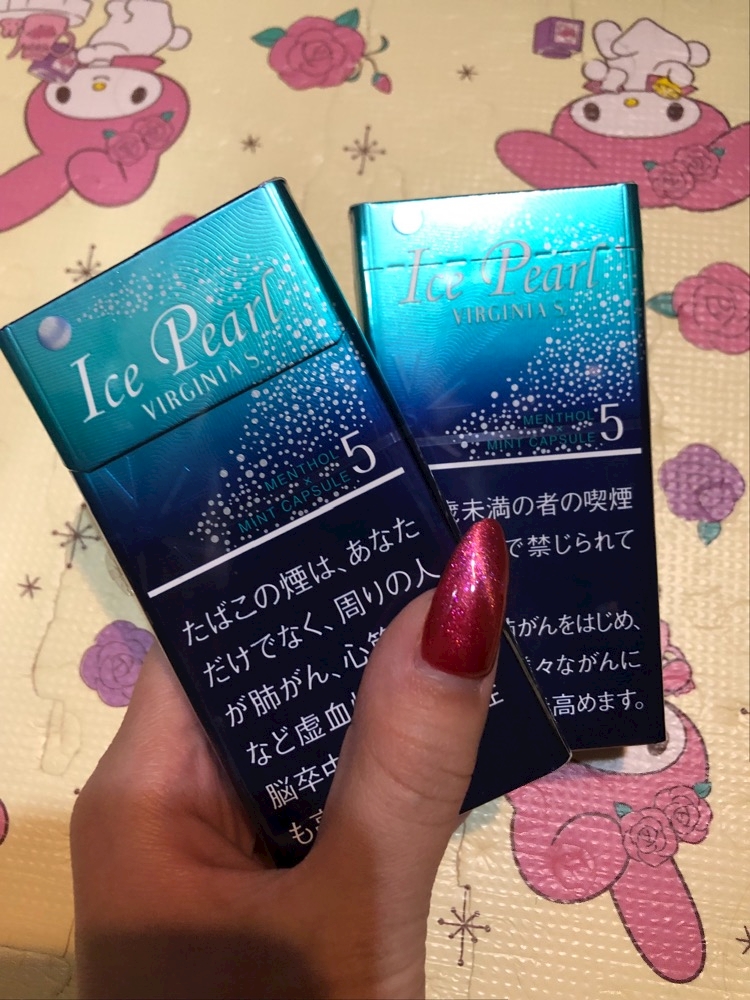 Ice Pearl
VIRGINIA S.
MENTHOL
×
MINT CAPSULE
5
たばこの煙は、あなた
だけでなく、周りの人
が肺がん、心筋
など虚血
脳卒中
も
Ice Pearl
VIRGINIA S.
MENTHOL
×
MINT CAPSULE
5
歳未満の者の喫煙
で禁じられて
肺がんをはじめ、
々ながんに
高めます。